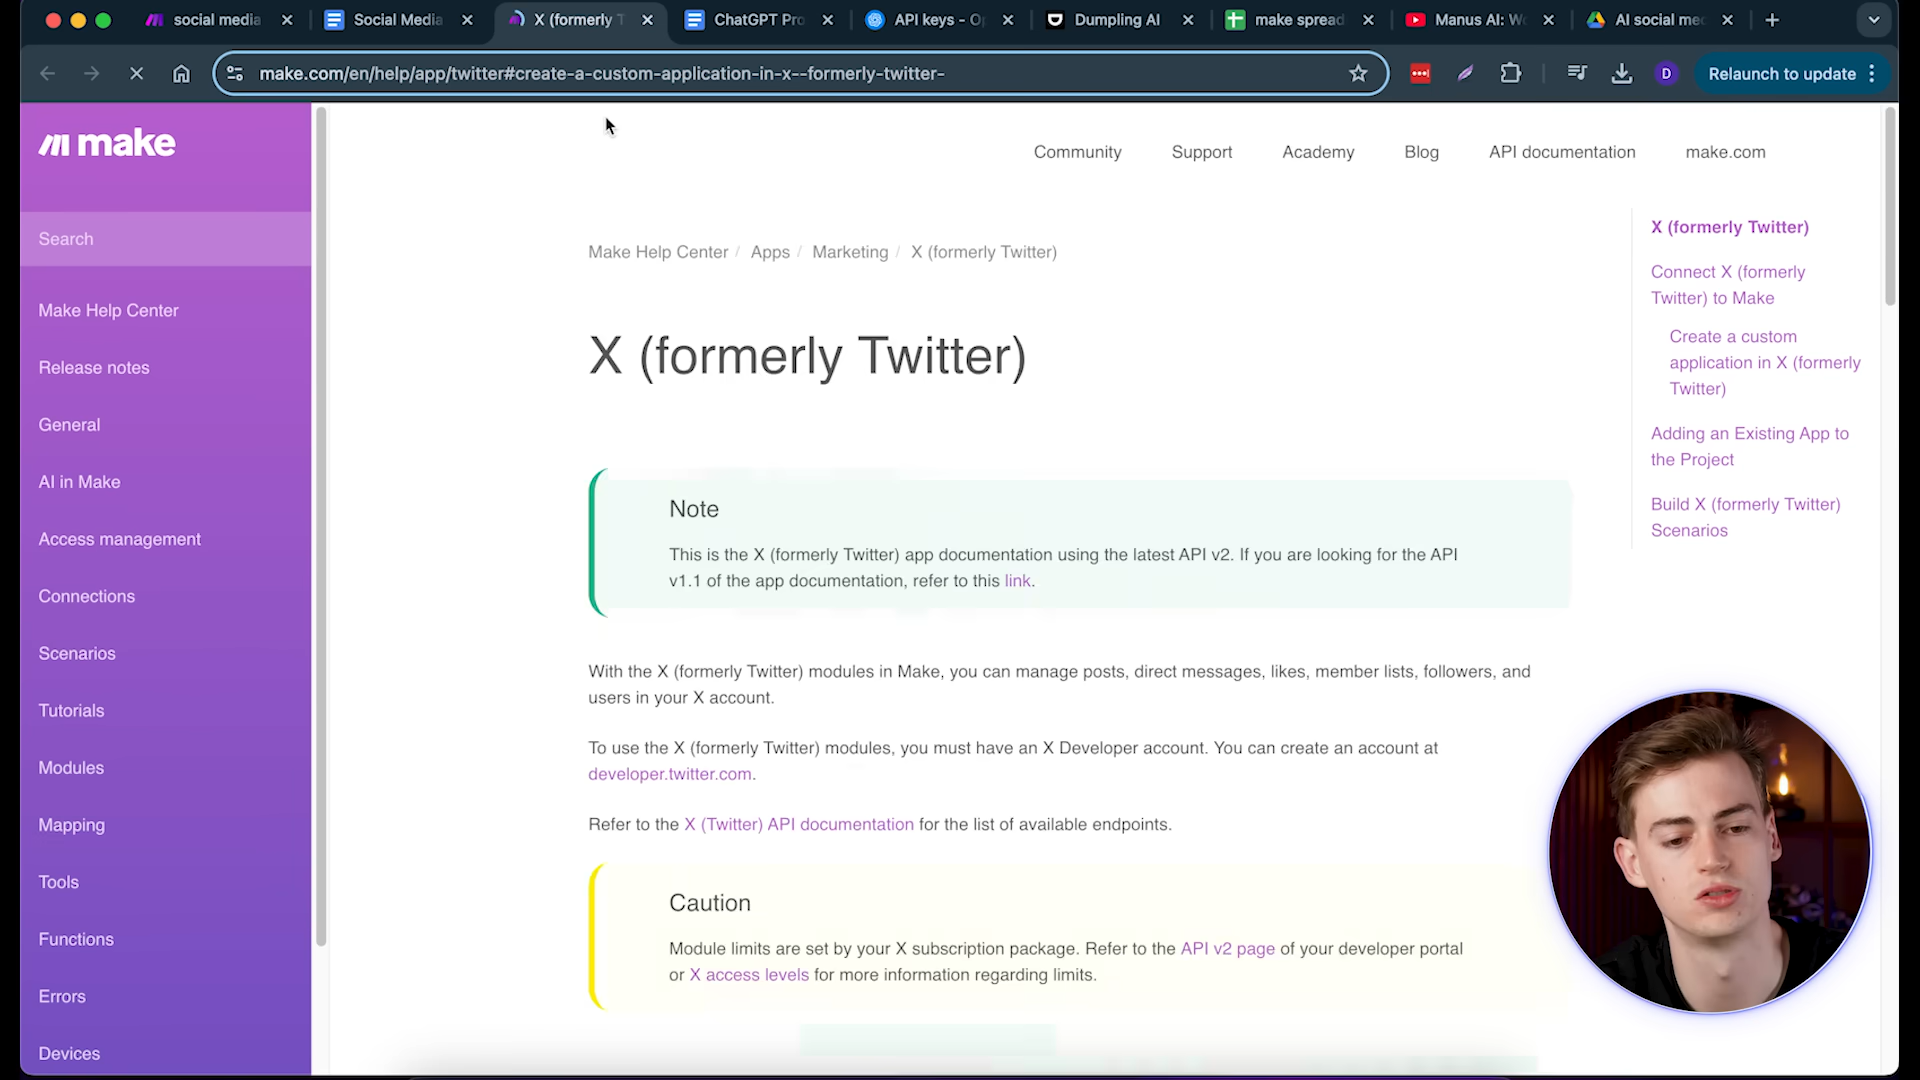 social media
Social Media
X (formerly T
ChatGPT Pro
API keys - Op
Dumpling AI
make spread
Manus AI: Wo
AI social med
make.com/en/help/app/twitter#create-a-custom-application-in-x--formerly-twitter-
D
Relaunch to update
make
Search
Make Help Center
Release notes
General
AI in Make
Access management
Connections
Scenarios
Tutorials
Modules
Mapping
Tools
Functions
Errors
Devices
Community
Support
Academy
Blog
API documentation
make.com
Make Help Center / Apps / Marketing / X (formerly Twitter)
X (formerly Twitter)
Note
This is the X (formerly Twitter) app documentation using the latest API v2. If you are looking for the API
v1.1 of the app documentation, refer to this link.
With the X (formerly Twitter) modules in Make, you can manage posts, direct messages, likes, member lists, followers, and
users in your X account.
To use the X (formerly Twitter) modules, you must have an X Developer account. You can create an account at
developer.twitter.com.
Refer to the X (Twitter) API documentation for the list of available endpoints.
Caution
Module limits are set by your X subscription package. Refer to the API v2 page of your developer portal
or X access levels for more information regarding limits.
X (formerly Twitter)
Connect X (formerly
Twitter) to Make
Create a custom
application in X (formerly
Twitter)
Adding an Existing App to
the Project
Build X (formerly Twitter)
Scenarios